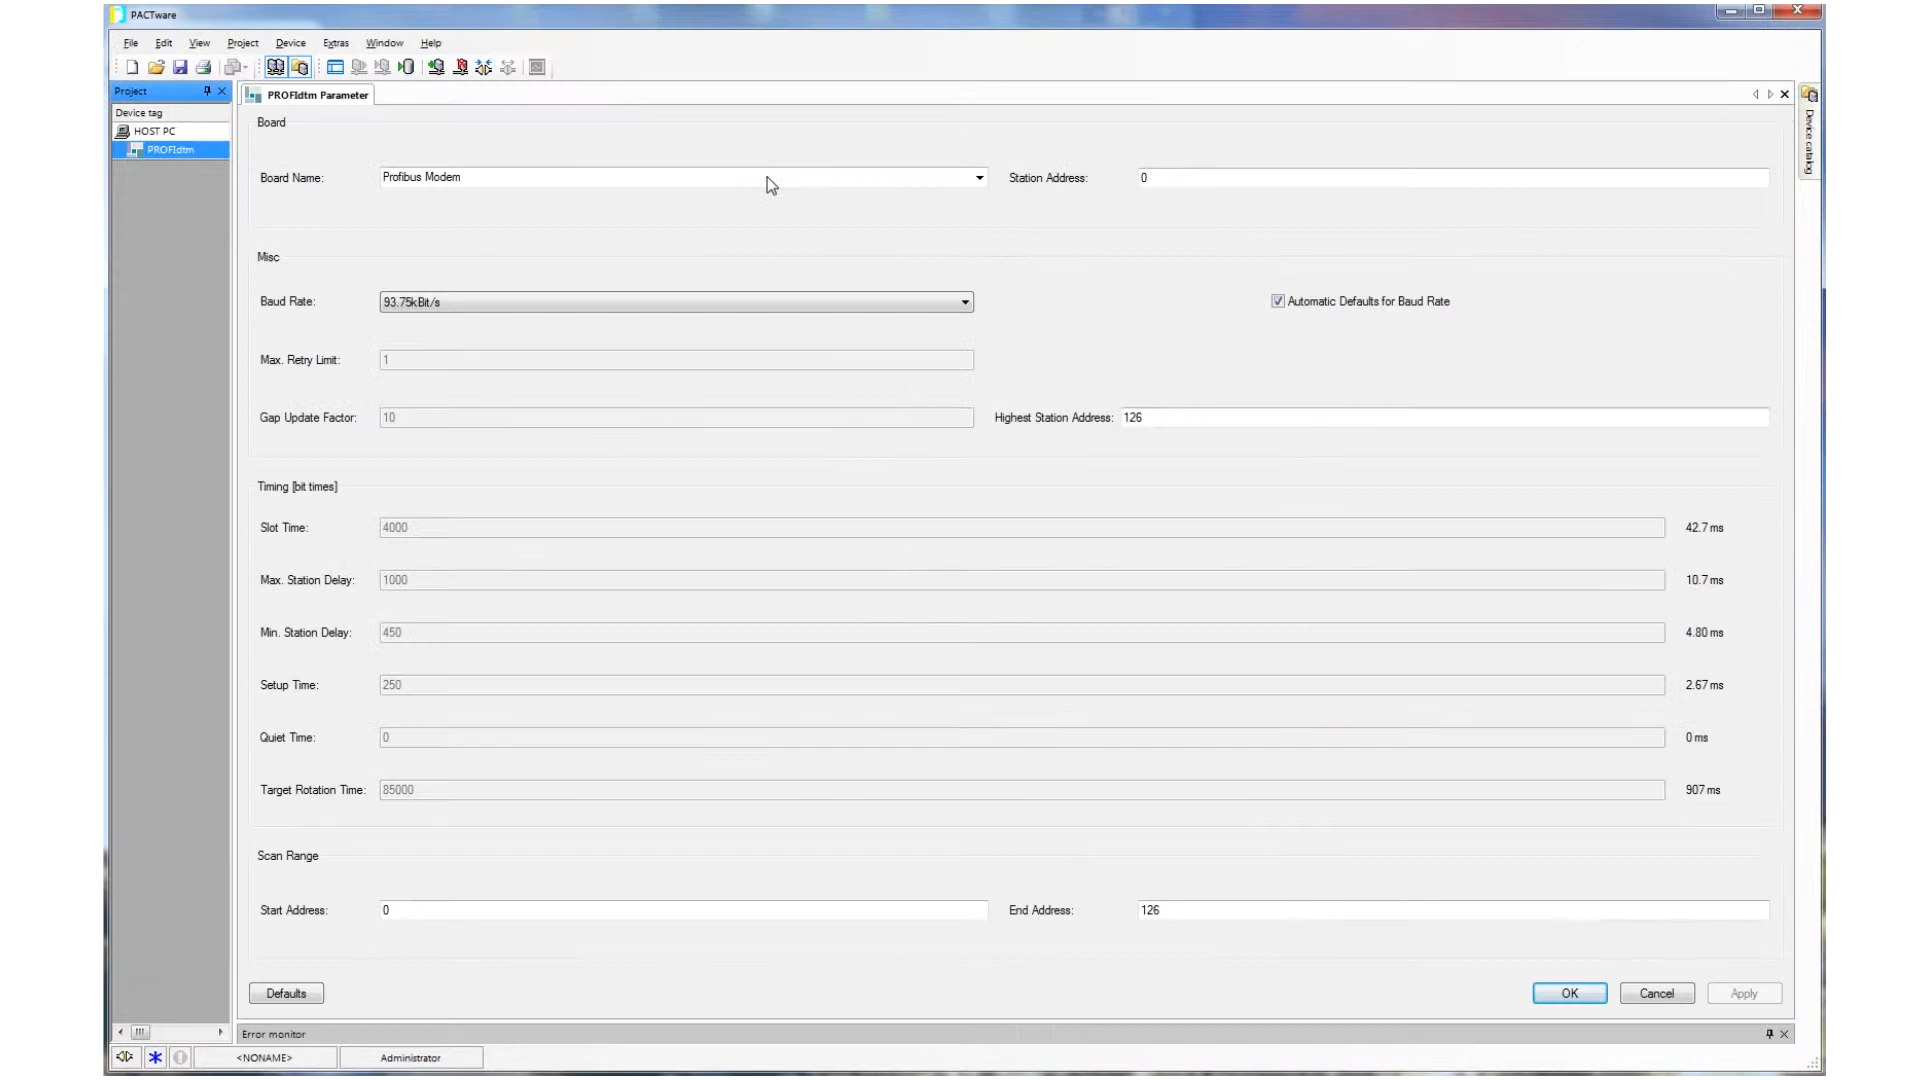 PACTware
File Edit View Project Device Extras Window Help
Project
PROFIdtm Parameter
Device tag
HOST PC
PROFIdtm
Device catalog
Board
Board Name: Profibus Modem Station Address: 0
Misc
Baud Rate: 93.75kBit/s Automatic Defaults for Baud Rate
Max. Retry Limit: 1
Gap Update Factor: 10 Highest Station Address: 126
Timing [bit times]
Slot Time: 4000 42.7 ms
Max. Station Delay: 1000 10.7 ms
Min. Station Delay: 450 4.80 ms
Setup Time: 250 2.67 ms
Quiet Time: 0 0 ms
Target Rotation Time: 85000 907 ms
Scan Range
Start Address: 0 End Address: 126
Defaults OK Cancel Apply
Error monitor
<NONAME> Administrator